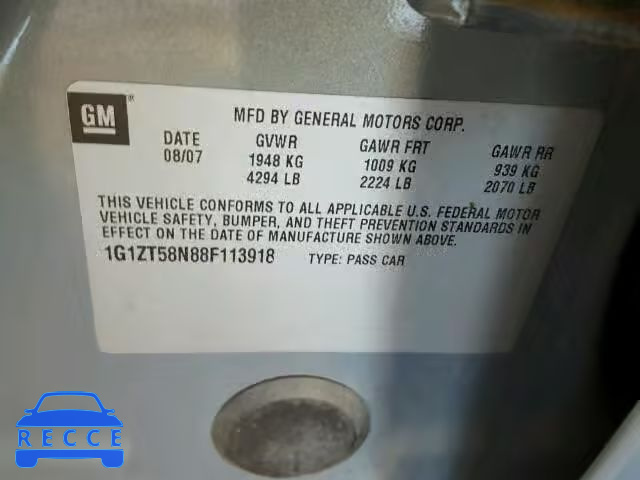 GM ®
MFD BY GENERAL MOTORS CORP.
DATE GVWR GAWR FRT GAWR RR
08/07 1948 KG 1009 KG 939 KG
4294 LB 2224 LB 2070 LB
THIS VEHICLE CONFORMS TO ALL APPLICABLE U.S. FEDERAL MOTOR
VEHICLE SAFETY, BUMPER, AND THEFT PREVENTION STANDARDS IN
EFFECT ON THE DATE OF MANUFACTURE SHOWN ABOVE.
1G1ZT58N88F113918 TYPE: PASS CAR
RECCE